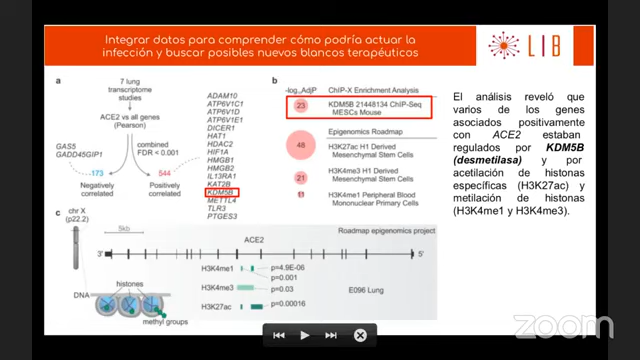 Integrar datos para comprender cómo podría actuar la
infección y buscar posibles nuevos blancos terapéuticos
LIB
a
7 lung
transcriptome
studies
ACE2 vs all genes
(Pearson)
combined
FDR < 0.001
GAS5
GADD45GIP1
173
544
Negatively
correlated
Positively
correlated
ADAM10
ATP6V1C1
ATP6V1D
ATP6V1E
DICER1
HAT1
HDAC2
HIF1A
HMGB1
HMGB2
IL13RA1
KAT2B
KDM5B
METTL4
TLR3
PTGES3
b
-log10AdjP
ChIP-X Enrichment Analysis
23
KDM5B 21448134 ChIP-Seq
MESCs Mouse
Epigenomics Roadmap
48
H3K27ac H1 Derived
Mesenchymal Stem Cells
21
H3K4me3 H1 Derived
Mesenchymal Stem Cells
H3K4me1 Peripheral Blood
Mononuclear Primary Cells
El análisis reveló que
varios de los genes
asociados positivamente
con ACE2 estaban
regulados por KDM5B
(desmetilasa) y por
acetilación de histonas
específicas (H3K27ac) y
metilación de histonas
(H3K4me1 y H3K4me3).
c
chr X
(p22.2)
5kb
ACE2
Roadmap epigenomics project
3'
5'
H3K4me1
p=4.9E-06
p=0.001
H3K4me3
p=0.03
E096 Lung
H3K27ac
p=0.00016
DNA
histones
methyl groups
zoom